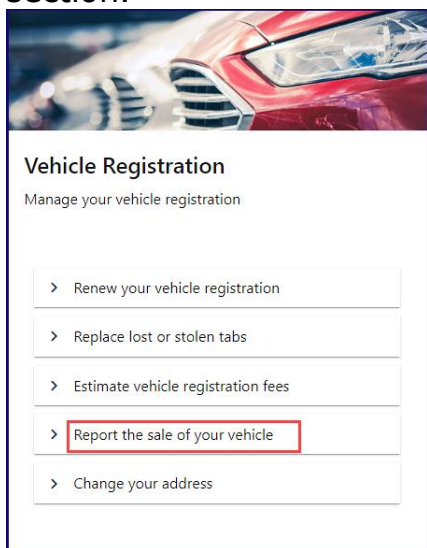 section.
Vehicle Registration
Manage your vehicle registration
Renew your vehicle registration
Replace lost or stolen tabs
Estimate vehicle registration fees
Report the sale of your vehicle
Change your address